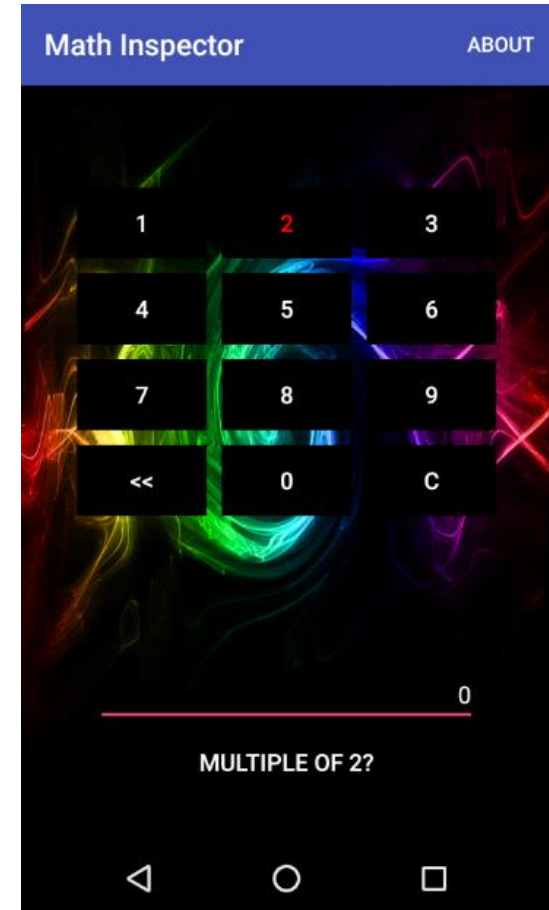 Math Inspector ABOUT
1 2 3
4 5 6
7 8 9
<< 0 C
0
MULTIPLE OF 2?